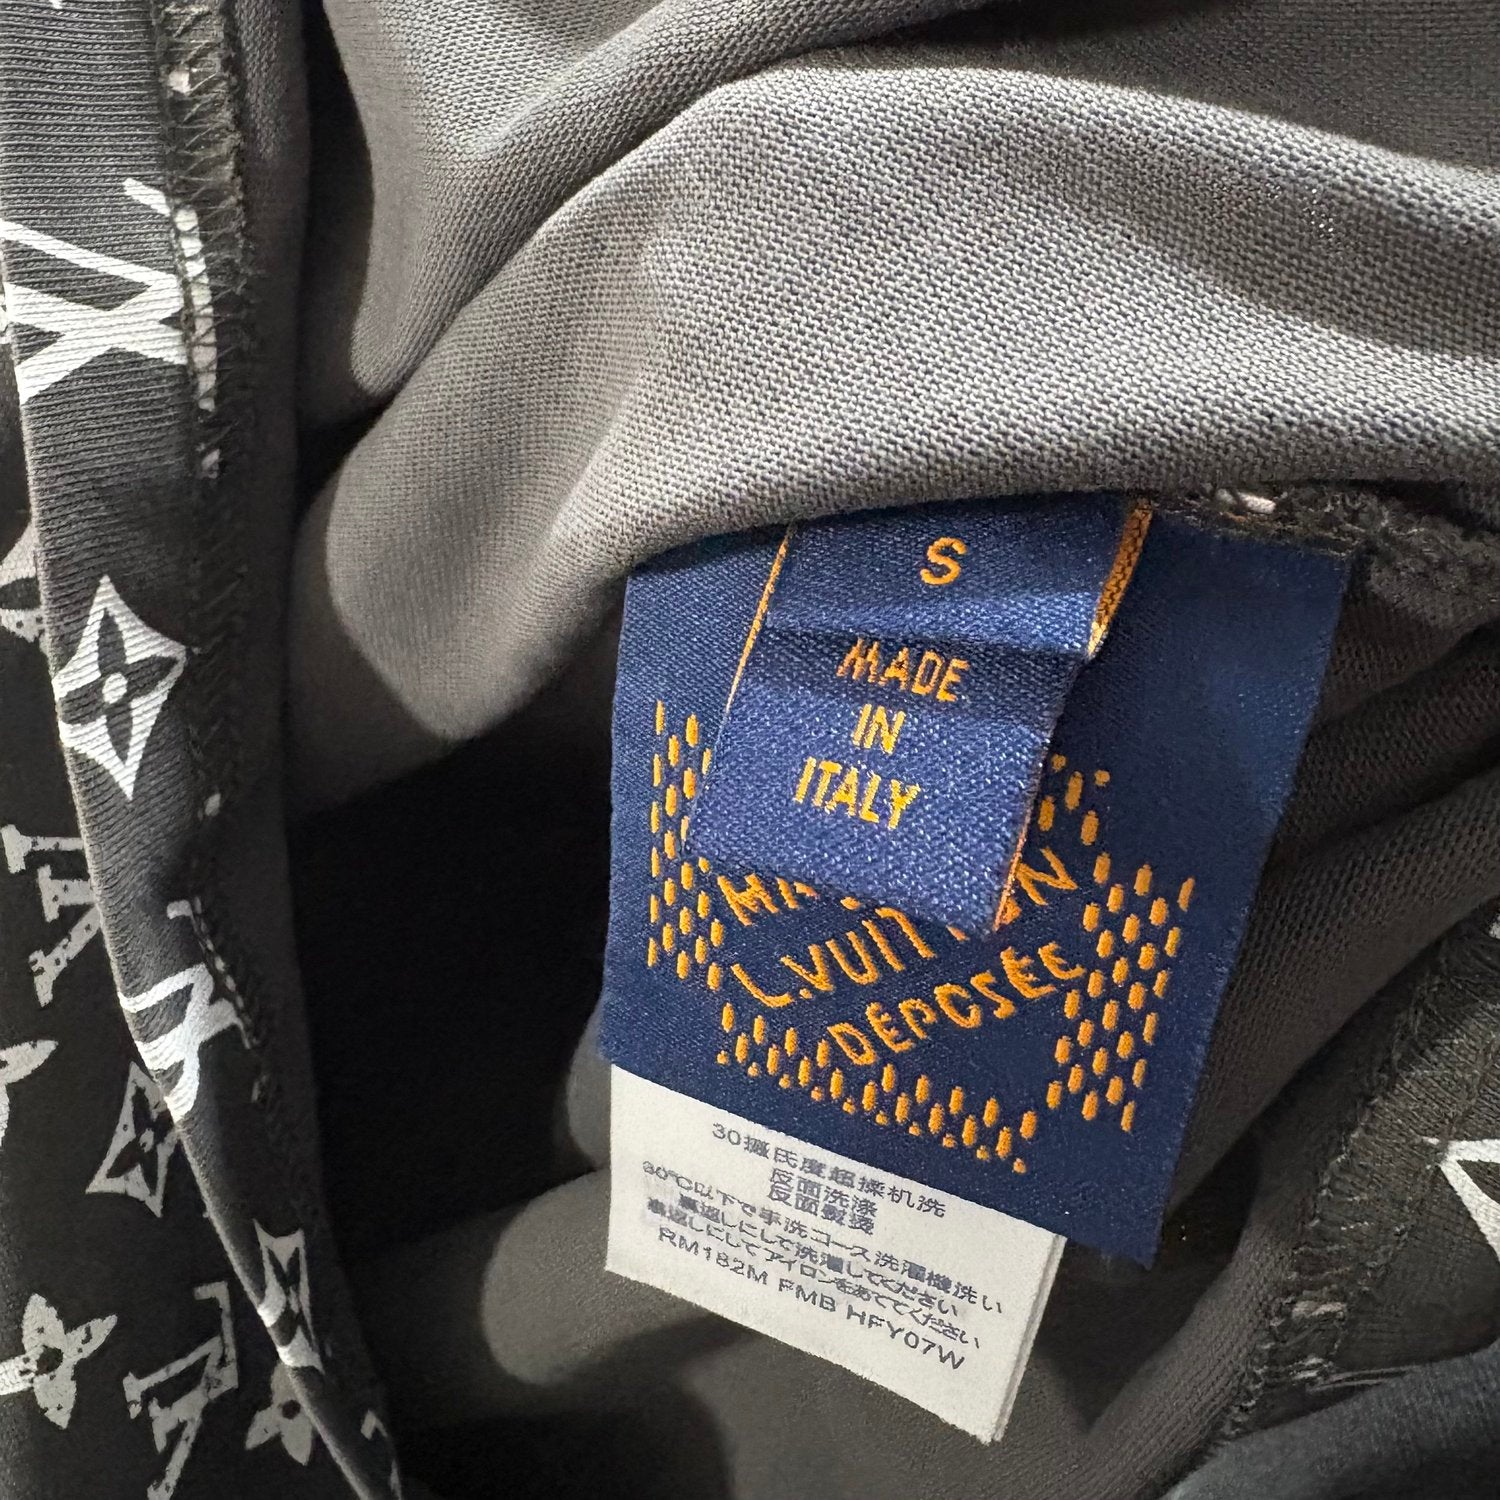 S
MADE
IN
ITALY
L.VUITTON
DÉPOSÉE
30摄氏度超揉机洗
反面洗涤
反面熨烫
30℃以下で手洗コース洗濯機洗い
裏返しにして洗濯してください
裏返しにしてアイロンをあててください
RM182M FMB HFY07W